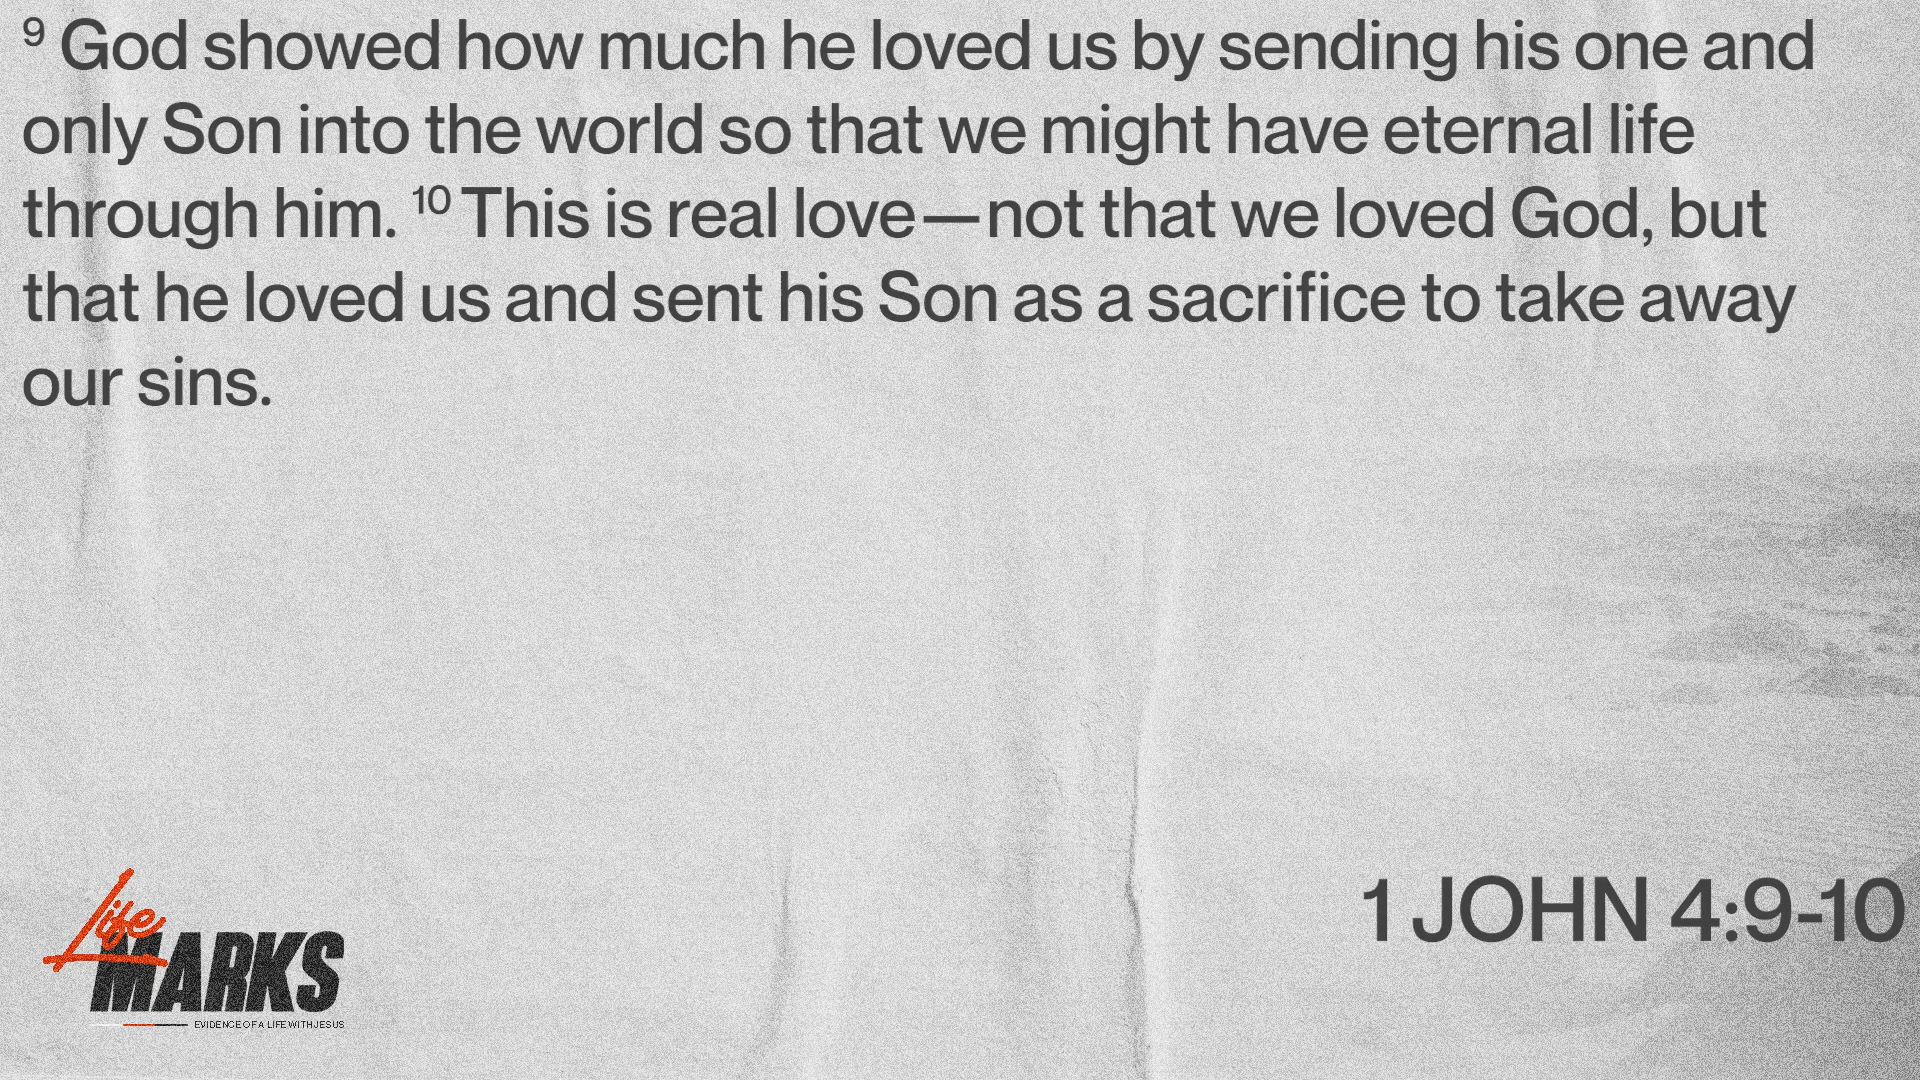 ⁹ God showed how much he loved us by sending his one and
only Son into the world so that we might have eternal life
through him. ¹⁰ This is real love—not that we loved God, but
that he loved us and sent his Son as a sacrifice to take away
our sins.
1 JOHN 4:9-10
Life
MARKS
EVIDENCE OF A LIFE WITH JESUS